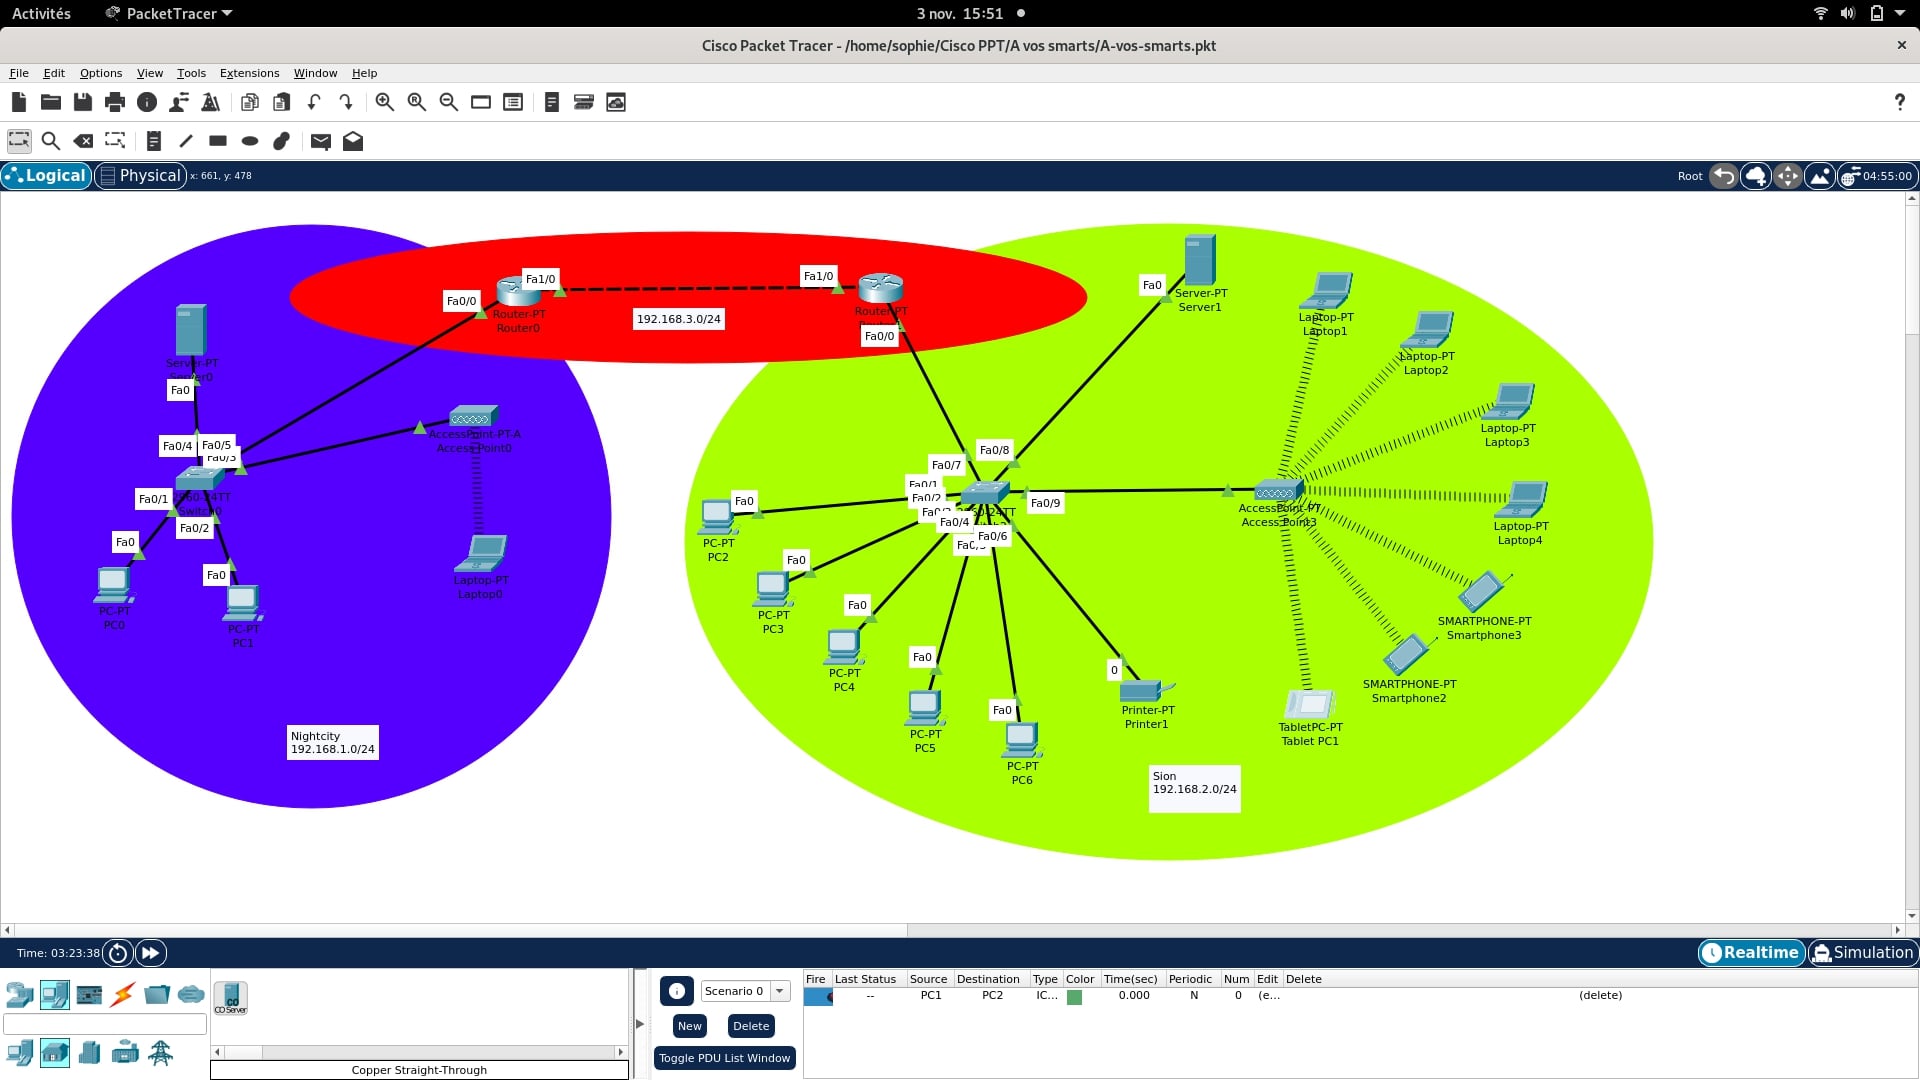 Activités
PacketTracer
3 nov. 15:51
Cisco Packet Tracer - /home/sophie/Cisco PPT/A vos smarts/A-vos-smarts.pkt
File Edit Options View Tools Extensions Window Help
Logical
Physical
x: 661, y: 478
Root
04:55:00
Fa0/0
Fa1/0
Router-PT
Router0
192.168.3.0/24
Fa1/0
Router-PT
Fa0/0
Server-PT
Server0
Fa0
Fa0/4
Fa0/5
Fa0/3
Fa0/1
Switch0
Fa0/2
Fa0
PC-PT
PC0
Fa0
PC-PT
PC1
AccessPoint-PT-A
Access Point0
Laptop-PT
Laptop0
Nightcity
192.168.1.0/24
Fa0
Server-PT
Server1
Laptop-PT
Laptop1
Laptop-PT
Laptop2
Laptop-PT
Laptop3
Laptop-PT
Laptop4
Fa0/8
Fa0/7
Fa0/1
Fa0/2
Fa0/4
Fa0/6
Fa0/9
AccessPoint-PT
Access Point3
Fa0
PC-PT
PC2
Fa0
PC-PT
PC3
Fa0
PC-PT
PC4
Fa0
PC-PT
PC5
Fa0
PC-PT
PC6
0
Printer-PT
Printer1
SMARTPHONE-PT
Smartphone3
SMARTPHONE-PT
Smartphone2
TabletPC-PT
Tablet PC1
Sion
192.168.2.0/24
Time: 03:23:38
Realtime
Simulation
CO Server
Copper Straight-Through
Scenario 0
New
Delete
Toggle PDU List Window
Fire Last Status Source Destination Type Color Time(sec) Periodic Num Edit Delete
-- PC1 PC2 IC... 0.000 N 0 (e... (delete)